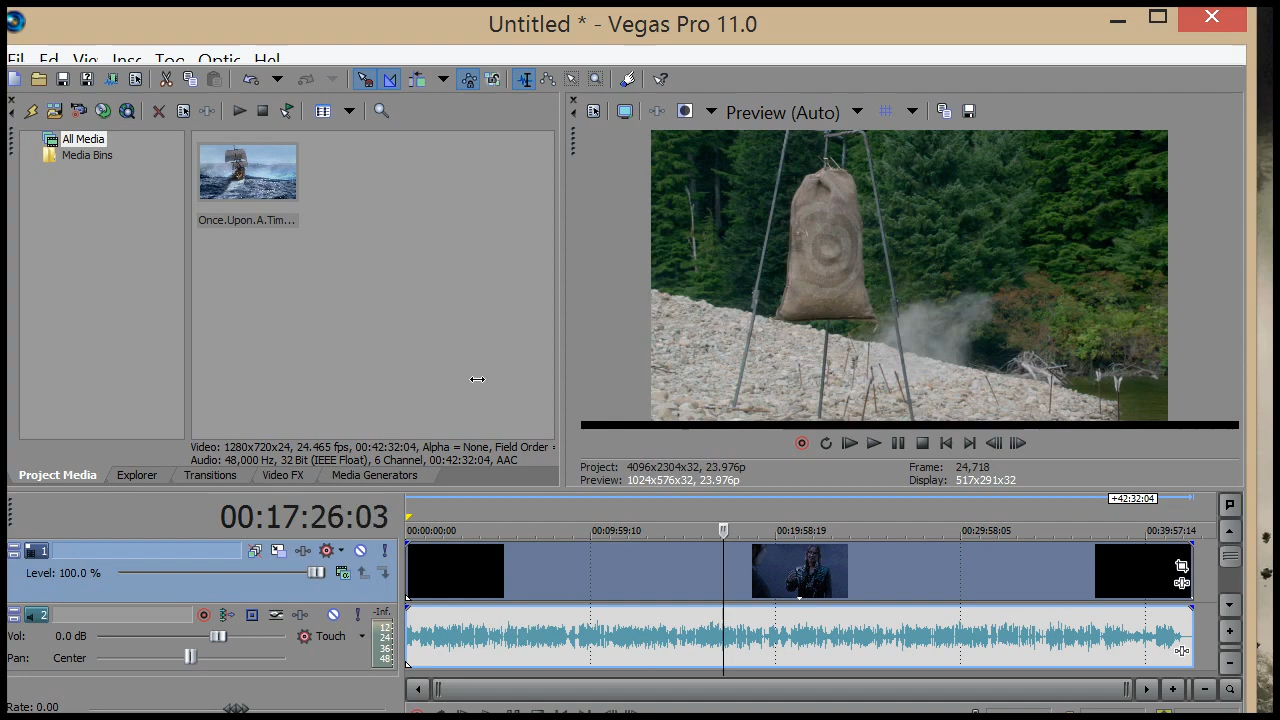 Untitled * - Vegas Pro 11.0
Fil Ed Vie Inse Too Optic Hel
Preview (Auto)
All Media
Media Bins
Once.Upon.A.Tim...
Video: 1280x720x24, 24.465 fps, 00:42:32:04, Alpha = None, Field Order =
Audio: 48,000 Hz, 32 Bit (IEEE Float), 6 Channel, 00:42:32:04, AAC
Project Media Explorer Transitions Video FX Media Generators
Project: 4096x2304x32, 23.976p
Preview: 1024x576x32, 23.976p
Frame: 24,718
Display: 517x291x32
+42:32:04
00:17:26:03
00:00:00:00 00:09:59:10 00:19:58:19 00:29:58:05 00:39:57:14
1
Level: 100.0 %
2
-Inf.
Vol: 0.0 dB Touch
12
24
36
48
Pan: Center
Rate: 0.00